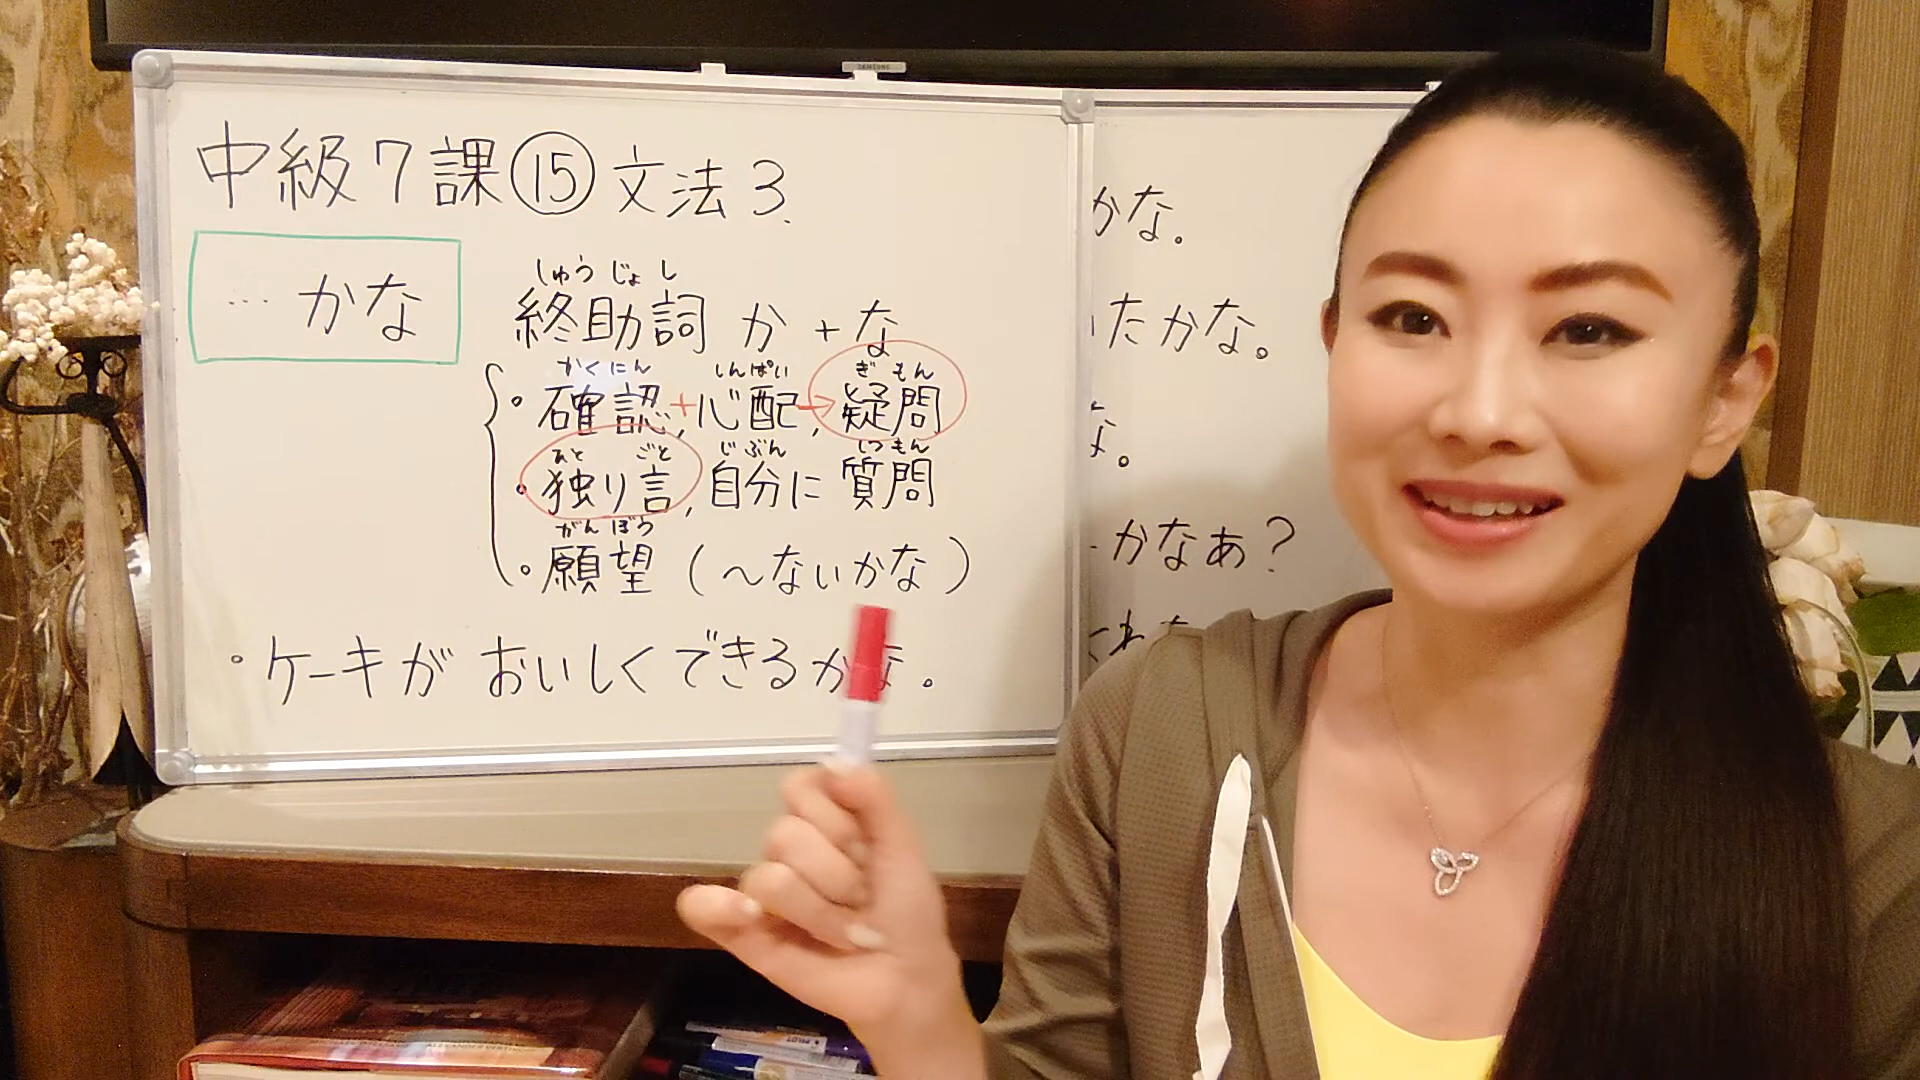 SAMSUNG
中級7課⑮文法3.
… かな
しゅう じょ し
終助詞 か + な
かくにん しんぱい ぎ もん
・確認+,心配→,疑問
ごと じ ぶん しつもん
・独り言,自分に質問
がん ぼう
・願望(〜ないかな)
・ケーキが おいしくできるかな。
かな。
いたかな。
な。
かなぁ?
PILOT